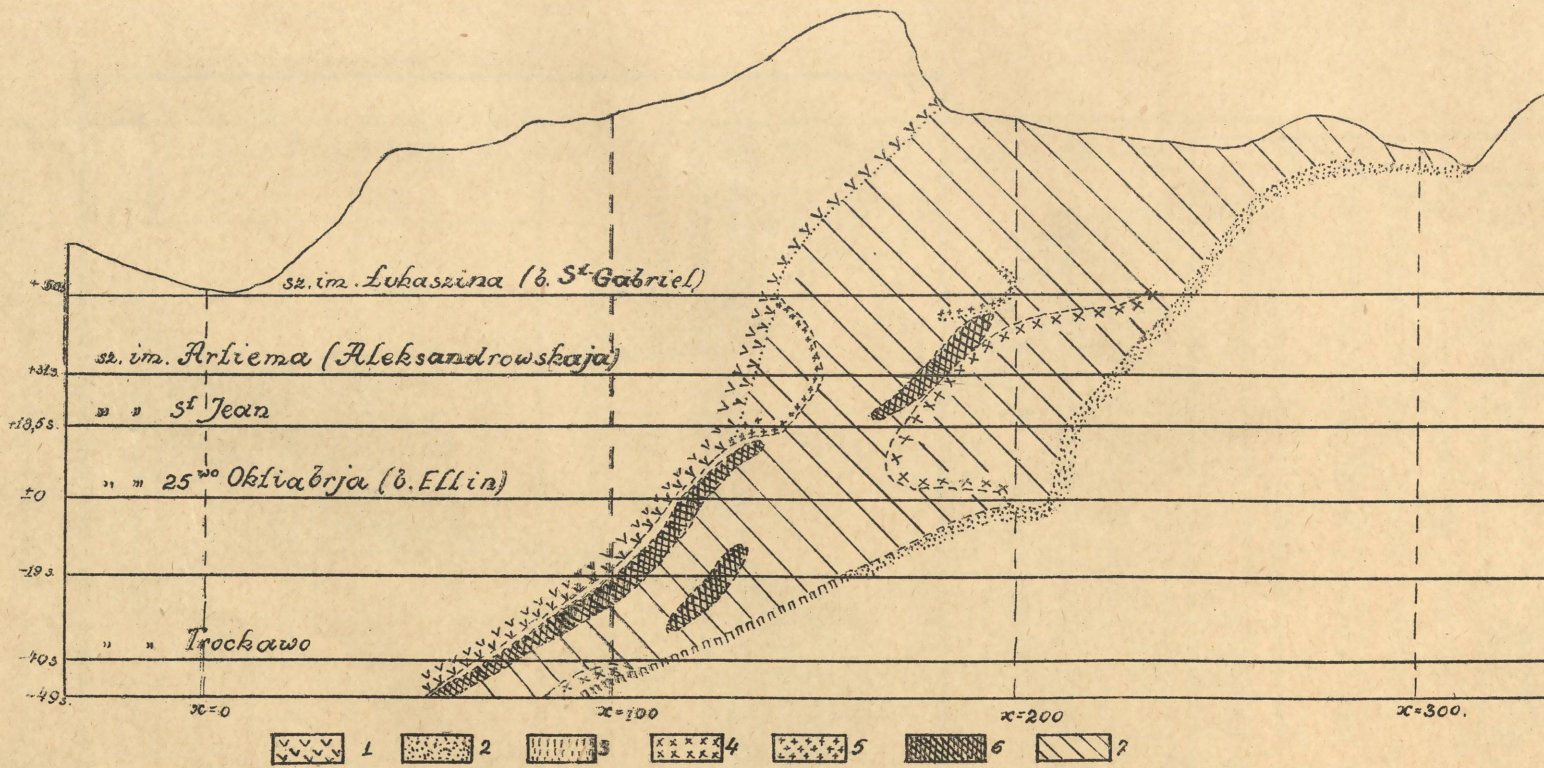 sz. im. Łukaszina (b. St Gabriel)
+50s.
sz. im. Artiema (Aleksandrowskaja)
+31s.
" " St Jean
+18,5s.
" " 25wo Oktiabrja (b. Ellin)
±0
-19s.
" " Trockawo
-40s
-49s.
x=0 x=100 x=200 x=300.
1 2 3 4 5 6 7